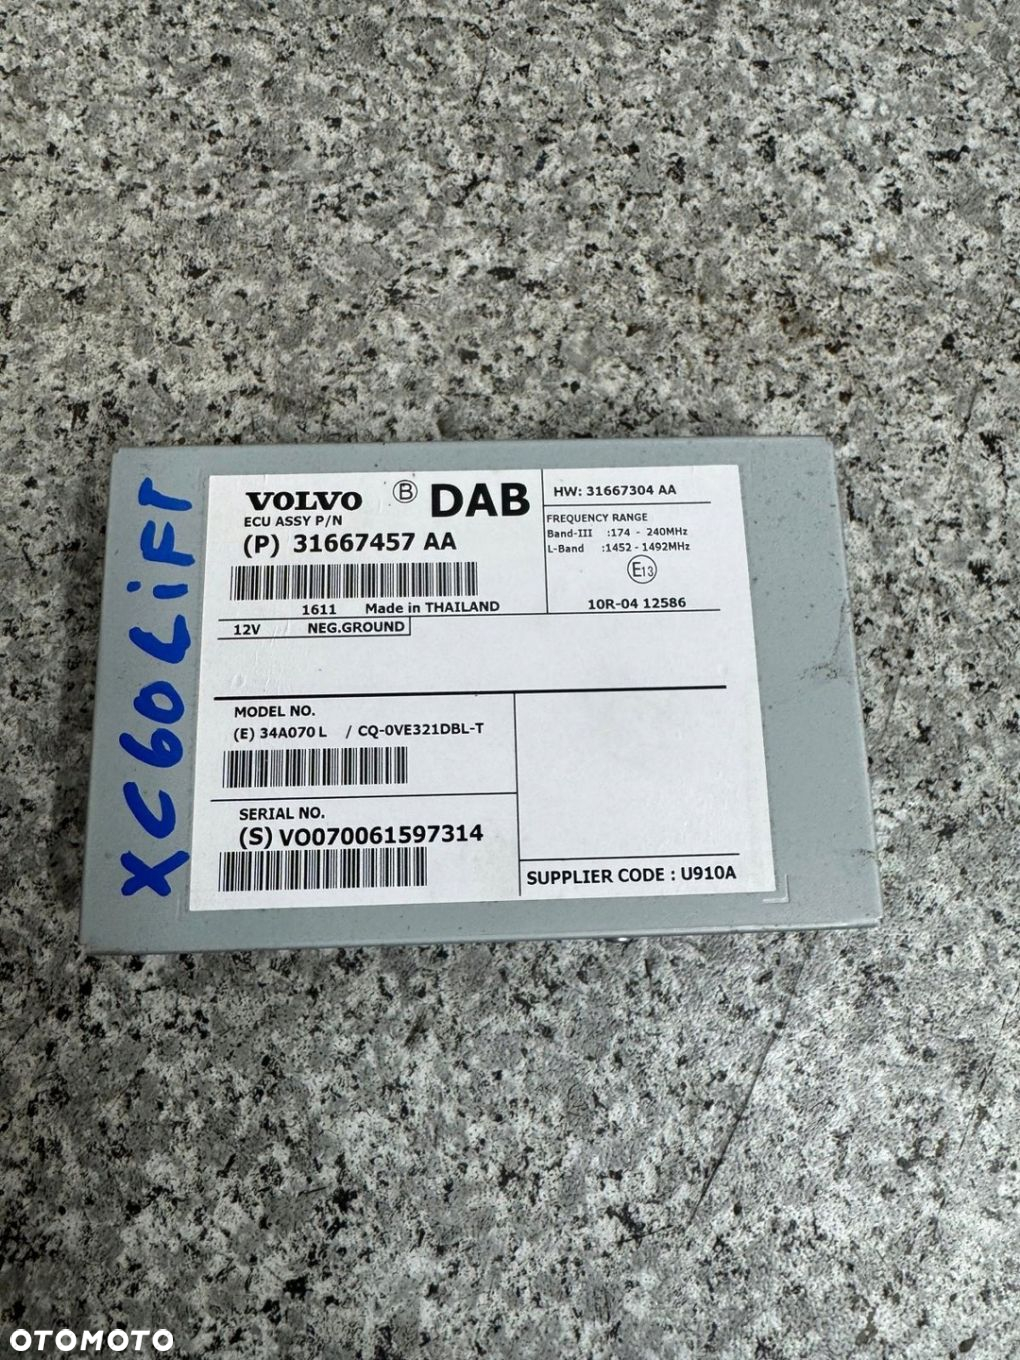 XC60 LiFT
VOLVO B DAB
ECU ASSY P/N
(P) 31667457 AA
1611 Made in THAILAND
12V NEG.GROUND
HW: 31667304 AA
FREQUENCY RANGE
Band-III :174 - 240MHz
L-Band :1452 - 1492MHz
E13
10R-04 12586
MODEL NO.
(E) 34A070 L / CQ-0VE321DBL-T
SERIAL NO.
(S) VO070061597314
SUPPLIER CODE : U910A
OTOMOTO